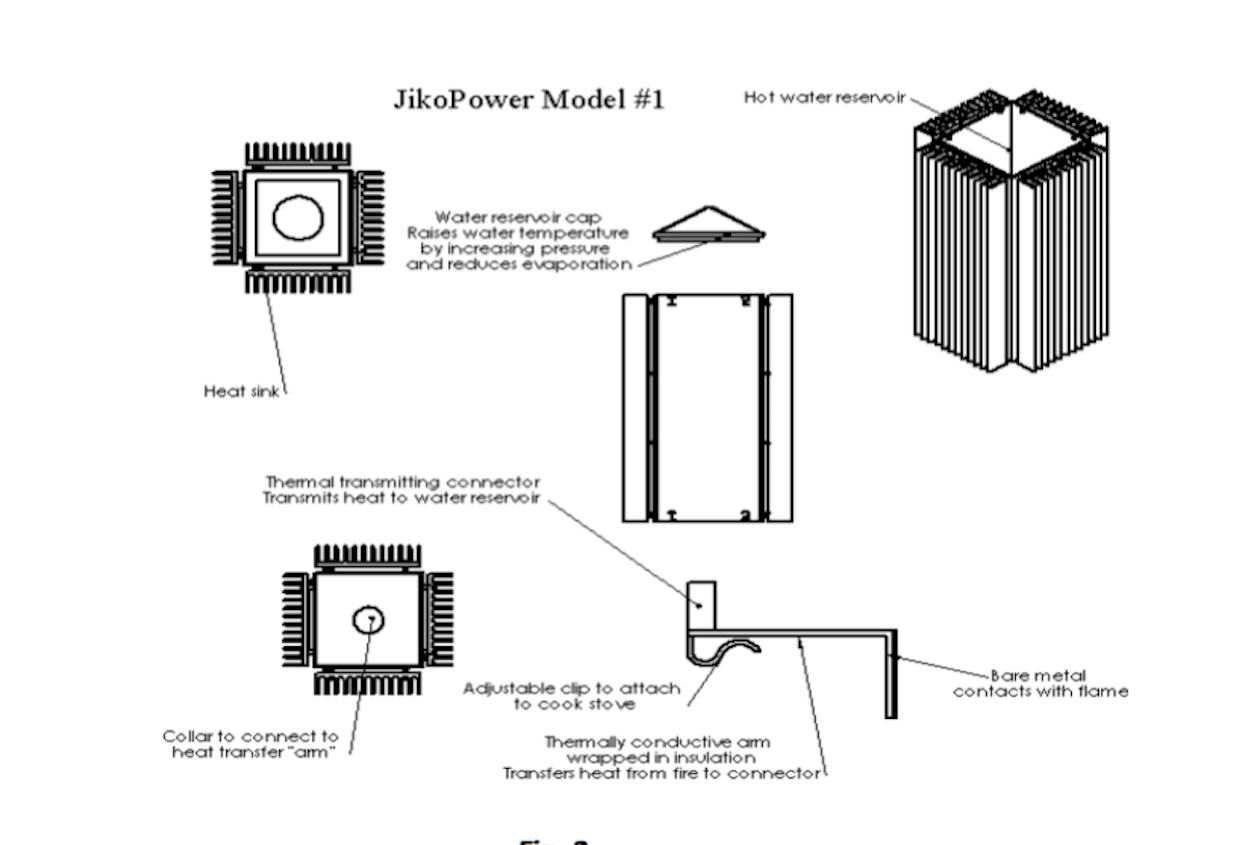 JikoPower Model #1
Hot water reservoir
Water reservoir cap
Raises water temperature
by increasing pressure
and reduces evaporation
Heat sink
Thermal transmitting connector
Transmits heat to water reservoir
Bare metal
contacts with flame
Adjustable clip to attach
to cook stove
Collar to connect to
heat transfer "arm"
Thermally conductive arm
wrapped in insulation
Transfers heat from fire to connector